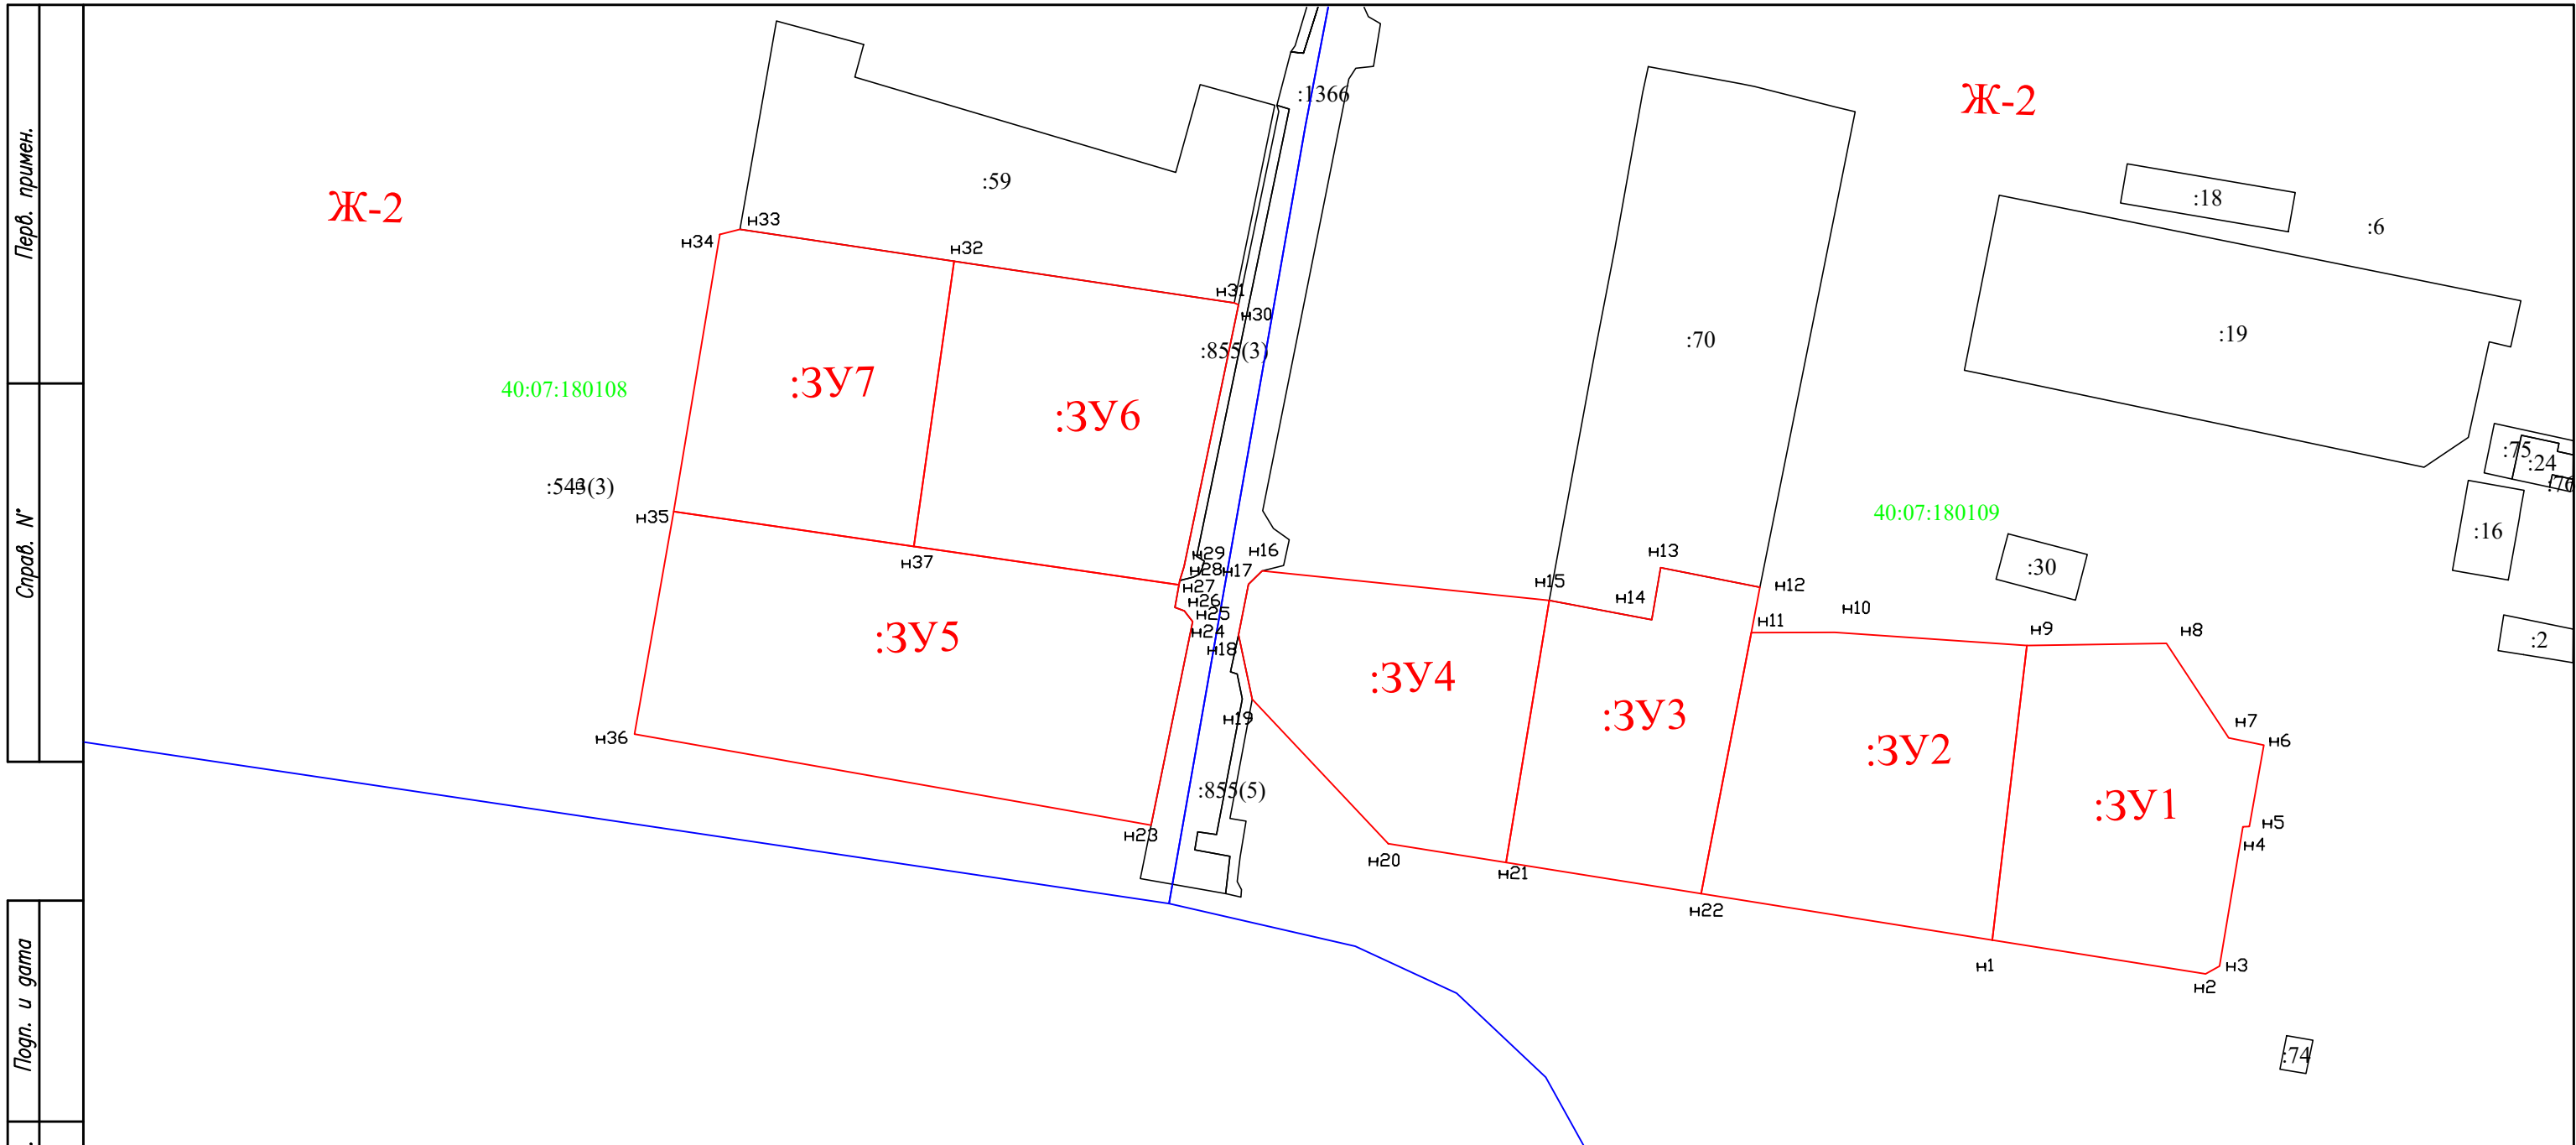 Перв. примен.
Справ. №
Подп. и дата
Ж-2
Ж-2
:1366
:59
:18
:6
:19
:70
н33
н34
н32
н31
н30
:855(3)
:ЗУ7
:ЗУ6
40:07:180108
:543(3)
н35
н37
н29
н28
н27
н26
н25
н24
н16
н17
н18
н19
:75
:24
:76
:16
40:07:180109
:30
:2
н15
н14
н13
н12
н11
н10
н9
н8
н7
н6
н5
н4
н3
н2
н1
:ЗУ5
:ЗУ4
:ЗУ3
:ЗУ2
:ЗУ1
н36
н23
:855(5)
н20
н21
н22
:74